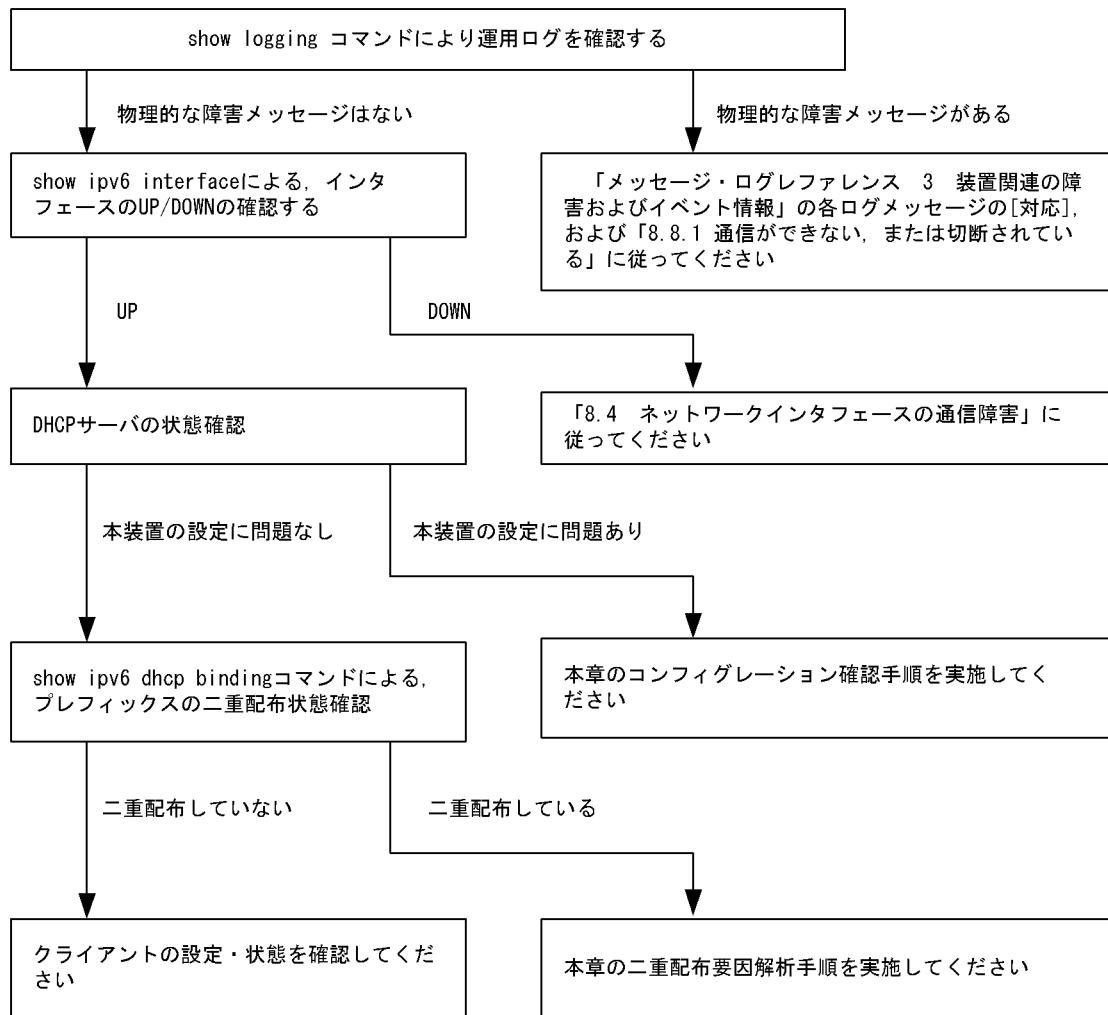 show logging コマンドにより運用ログを確認する
物理的な障害メッセージはない
物理的な障害メッセージがある
show ipv6 interfaceによる, インタ
フェースのUP/DOWNの確認する
「メッセージ・ログレファレンス 3 装置関連の障
害およびイベント情報」の各ログメッセージの[対応],
および「8.8.1 通信ができない, または切断されてい
る」に従ってください
UP
DOWN
DHCPサーバの状態確認
「8.4 ネットワークインタフェースの通信障害」に
従ってください
本装置の設定に問題なし
本装置の設定に問題あり
show ipv6 dhcp bindingコマンドによる,
プレフィックスの二重配布状態確認
本章のコンフィグレーション確認手順を実施してく
ださい
二重配布していない
二重配布している
クライアントの設定・状態を確認してくだ
さい
本章の二重配布要因解析手順を実施してください